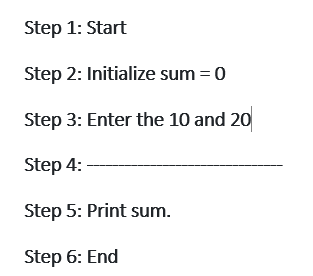 Step 1: Start
Step 2: Initialize sum = 0
Step 3: Enter the 10 and 20
Step 4: -------------------------------
Step 5: Print sum.
Step 6: End